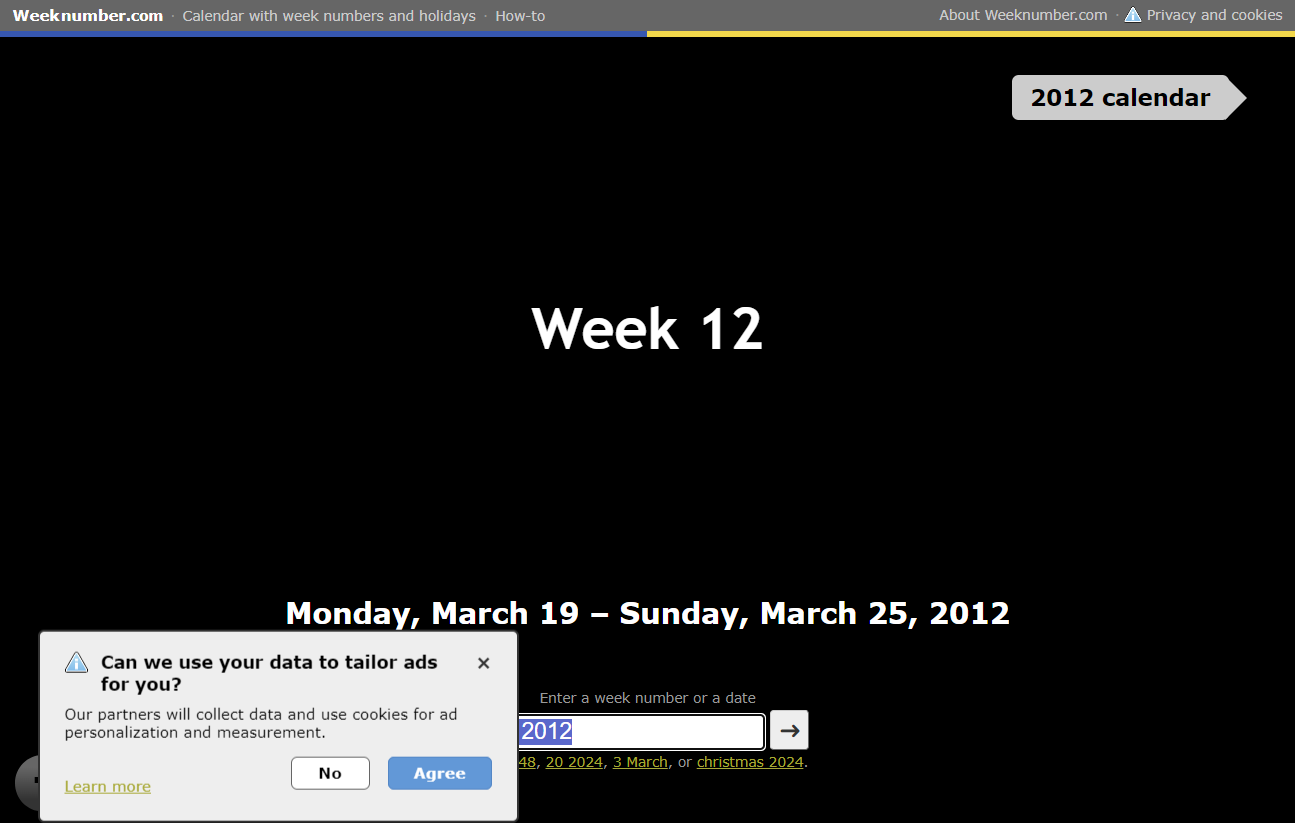 Weeknumber.com · Calendar with week numbers and holidays · How-to
About Weeknumber.com · Privacy and cookies
2012 calendar
Week 12
Monday, March 19 – Sunday, March 25, 2012
Can we use your data to tailor ads
for you?
×
Our partners will collect data and use cookies for ad
personalization and measurement.
Learn more
No
Agree
Enter a week number or a date
2012
→
48, 20 2024, 3 March, or christmas 2024.